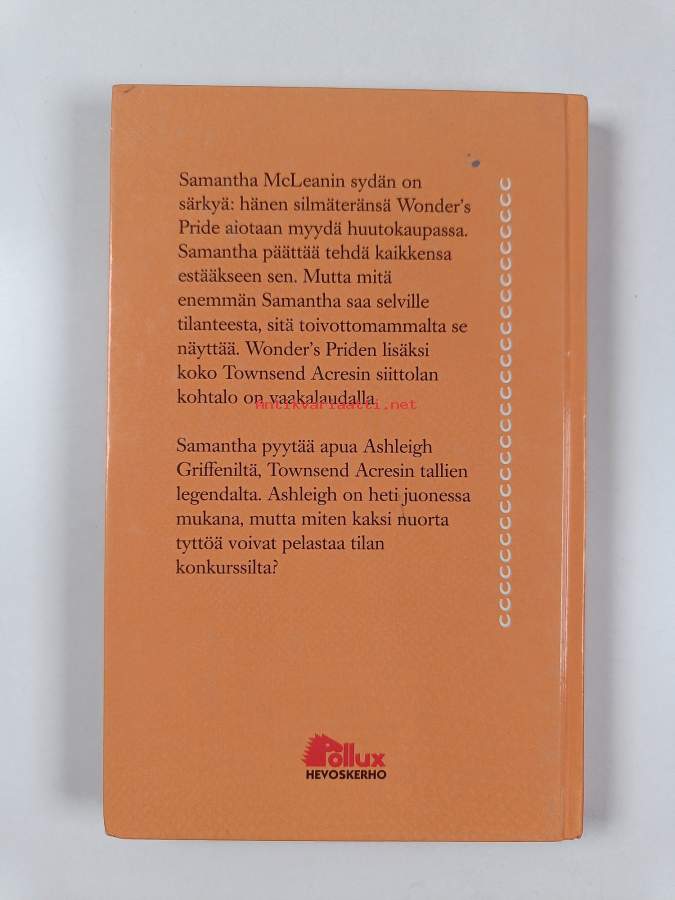 Samantha McLeanin sydän on
särkyä: hänen silmäteränsä Wonder's
Pride aiotaan myydä huutokaupassa.
Samantha päättää tehdä kaikkensa
estääkseen sen. Mutta mitä
enemmän Samantha saa selville
tilanteesta, sitä toivottomammalta se
näyttää. Wonder's Priden lisäksi
koko Townsend Acresin siittolan
kohtalo on vaakalaudalla
Antikvariaatti.net
Samantha pyytää apua Ashleigh
Griffeniltä, Townsend Acresin tallien
legendalta. Ashleigh on heti juonessa
mukana, mutta miten kaksi nuorta
tyttöä voivat pelastaa tilan
konkurssilta?
Pollux
HEVOSKERHO